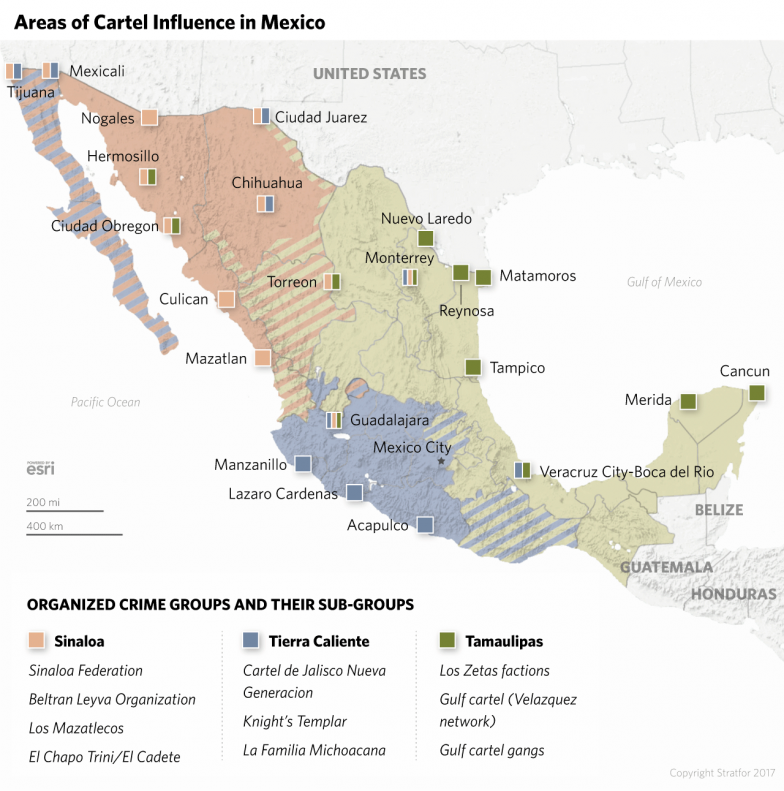 Areas of Cartel Influence in Mexico
UNITED STATES
Mexicali
Tijuana
Nogales
Ciudad Juarez
Hermosillo
Chihuahua
Ciudad Obregon
Nuevo Laredo
Monterrey
Torreon
Matamoros
Gulf of Mexico
Culican
Reynosa
Mazatlan
Tampico
Cancun
Pacific Ocean
Merida
Guadalajara
Mexico City
POWERED BY
esri
Manzanillo
Veracruz City-Boca del Rio
200 mi
Lazaro Cardenas
400 km
Acapulco
BELIZE
GUATEMALA
HONDURAS
ORGANIZED CRIME GROUPS AND THEIR SUB-GROUPS
Sinaloa
Sinaloa Federation
Beltran Leyva Organization
Los Mazatlecos
El Chapo Trini/El Cadete
Tierra Caliente
Cartel de Jalisco Nueva
Generacion
Knight's Templar
La Familia Michoacana
Tamaulipas
Los Zetas factions
Gulf cartel (Velazquez
network)
Gulf cartel gangs
Copyright Stratfor 2017